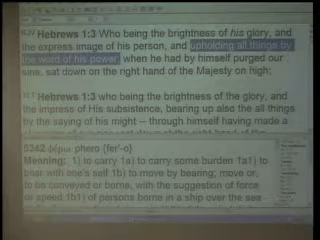 Hebrews 1:3 Who being the brightness of his glory, and
the express image of his person, and upholding all things by
the word of his power, when he had by himself purged our
sins, sat down on the right hand of the Majesty on high;
Hebrews 1:3 who being the brightness of the glory, and
the impress of His subsistence, bearing up also the all things
by the saying of his might -- through himself having made a
5342 phero {fer'-o}
Meaning: 1) to carry 1a) to carry some burden 1a1) to
bear with one's self 1b) to move by bearing; move or,
to be conveyed or borne, with the suggestion of force
or speed 1b1) of persons borne in a ship over the sea